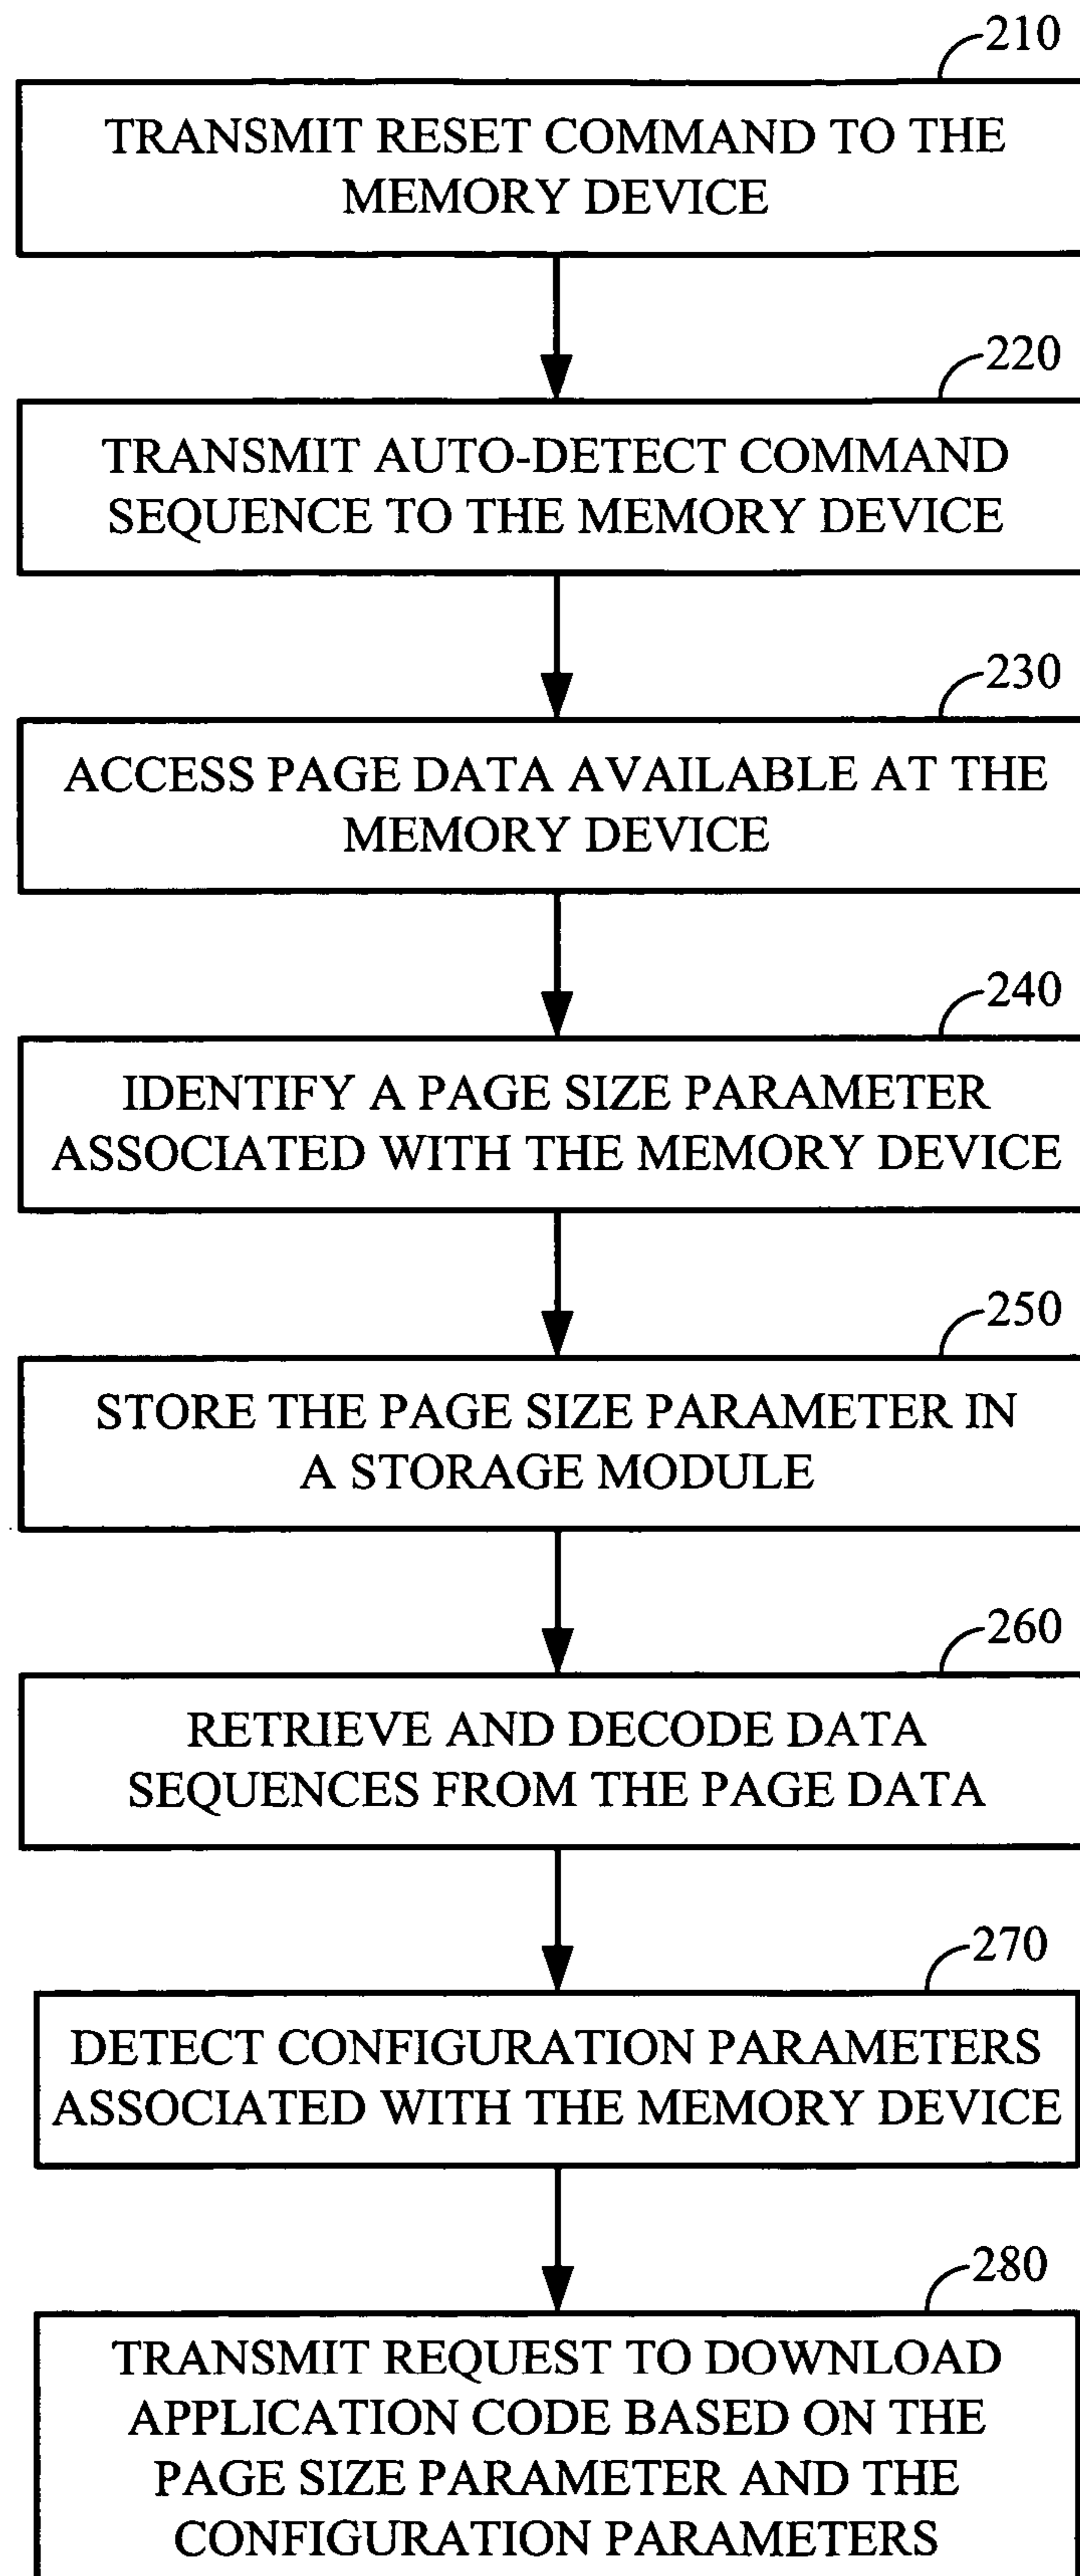 210
TRANSMIT RESET COMMAND TO THE
MEMORY DEVICE
220
TRANSMIT AUTO-DETECT COMMAND
SEQUENCE TO THE MEMORY DEVICE
230
ACCESS PAGE DATA AVAILABLE AT THE
MEMORY DEVICE
240
IDENTIFY A PAGE SIZE PARAMETER
ASSOCIATED WITH THE MEMORY DEVICE
250
STORE THE PAGE SIZE PARAMETER IN
A STORAGE MODULE
260
RETRIEVE AND DECODE DATA
SEQUENCES FROM THE PAGE DATA
270
DETECT CONFIGURATION PARAMETERS
ASSOCIATED WITH THE MEMORY DEVICE
280
TRANSMIT REQUEST TO DOWNLOAD
APPLICATION CODE BASED ON THE
PAGE SIZE PARAMETER AND THE
CONFIGURATION PARAMETERS